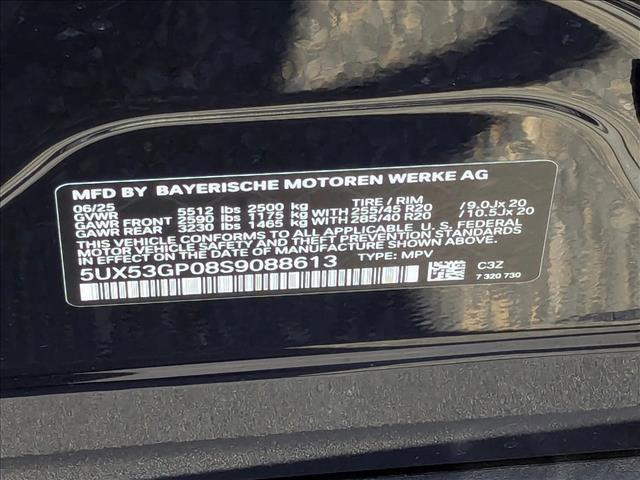 MFD BY BAYERISCHE MOTOREN WERKE AG
06/25 TIRE / RIM
GVWR 5512 lbs 2500 kg
GAWR FRONT 2590 lbs 1175 kg WITH 255/45 R20 /9.0Jx 20
GAWR REAR 3230 lbs 1465 kg WITH 285/40 R20 /10.5Jx 20
THIS VEHICLE CONFORMS TO ALL APPLICABLE U. S. FEDERAL
MOTOR VEHICLE SAFETY AND THEFT PREVENTION STANDARDS
IN EFFECT ON THE DATE OF MANUFACTURE SHOWN ABOVE.
5UX53GP08S9088613 TYPE: MPV
C3Z
7 320 730